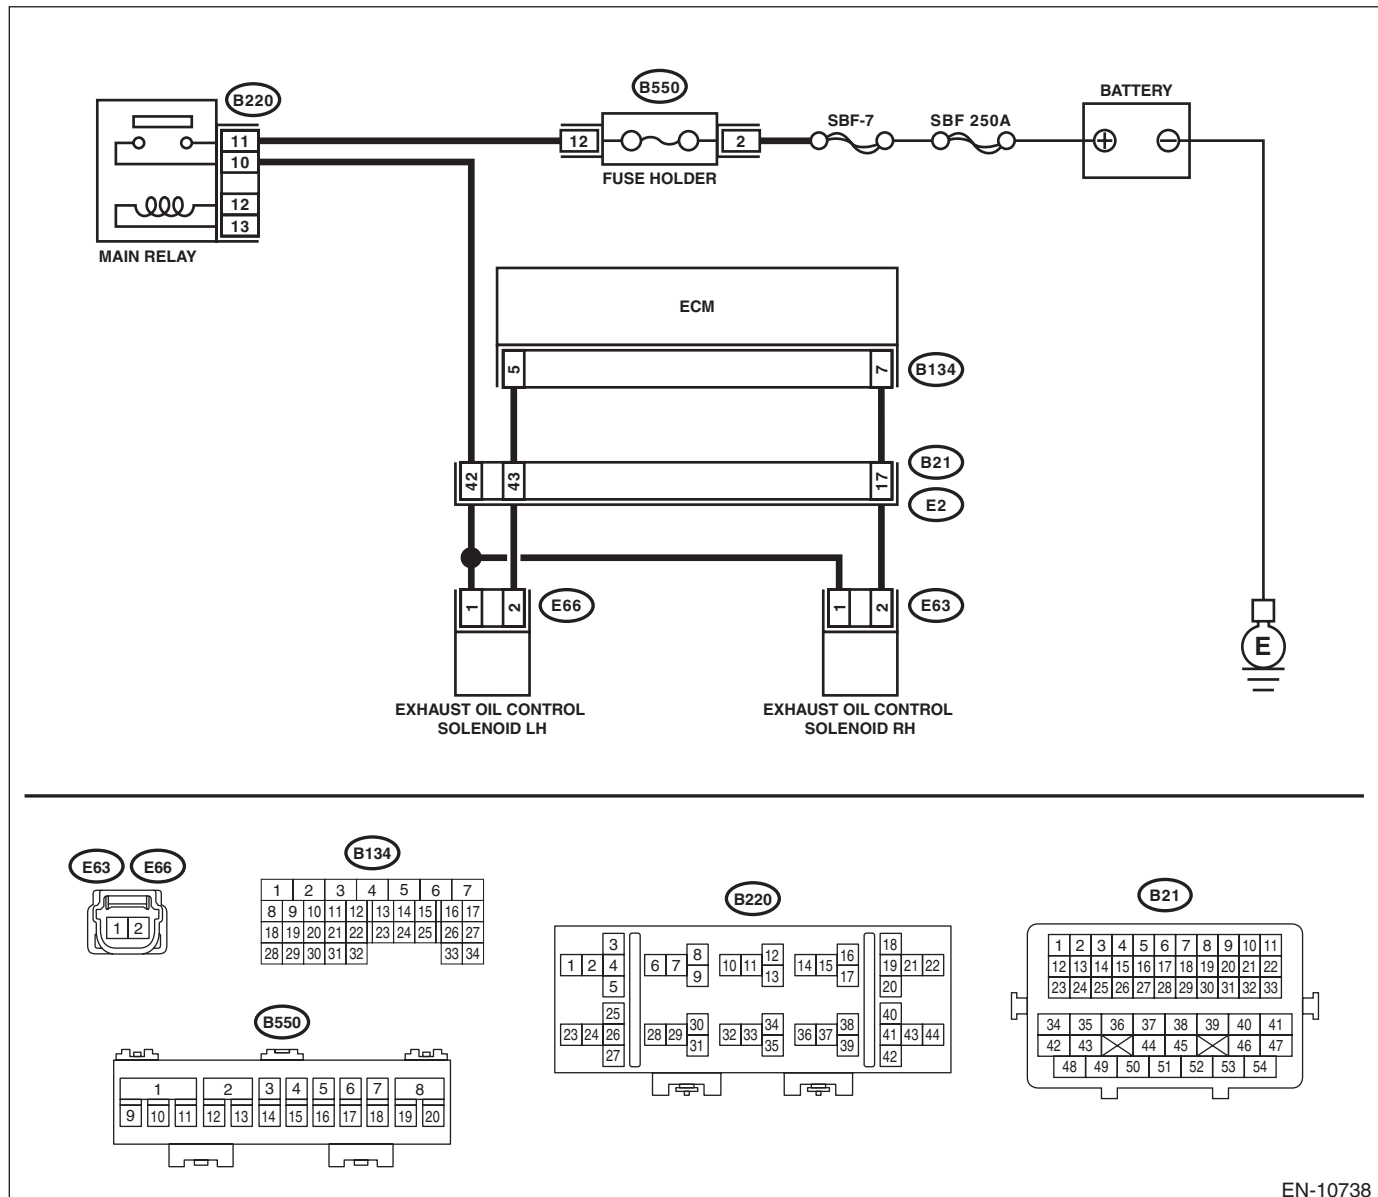 B220
B550
BATTERY
SBF-7
SBF 250A
11
12
2
10
FUSE HOLDER
12
13
MAIN RELAY
ECM
5
7
B134
42
43
17
B21
E2
1
2
E66
1
2
E63
E
EXHAUST OIL CONTROL
SOLENOID LH
EXHAUST OIL CONTROL
SOLENOID RH
E63
E66
1 2
B134
1 2 3 4 5 6 7
8 9 10 11 12 13 14 15 16 17
18 19 20 21 22 23 24 25 26 27
28 29 30 31 32 33 34
B220
3 8 12 16 18
1 2 4 6 7 10 11 14 15 19 21 22
5 9 13 17 20
25 30 34 38 40
23 24 26 28 29 32 33 36 37 41 43 44
27 31 35 39 42
B21
1 2 3 4 5 6 7 8 9 10 11
12 13 14 15 16 17 18 19 20 21 22
23 24 25 26 27 28 29 30 31 32 33
34 35 36 37 38 39 40 41
42 43 44 45 46 47
48 49 50 51 52 53 54
B550
1 2 3 4 5 6 7 8
9 10 11 12 13 14 15 16 17 18 19 20
EN-10738